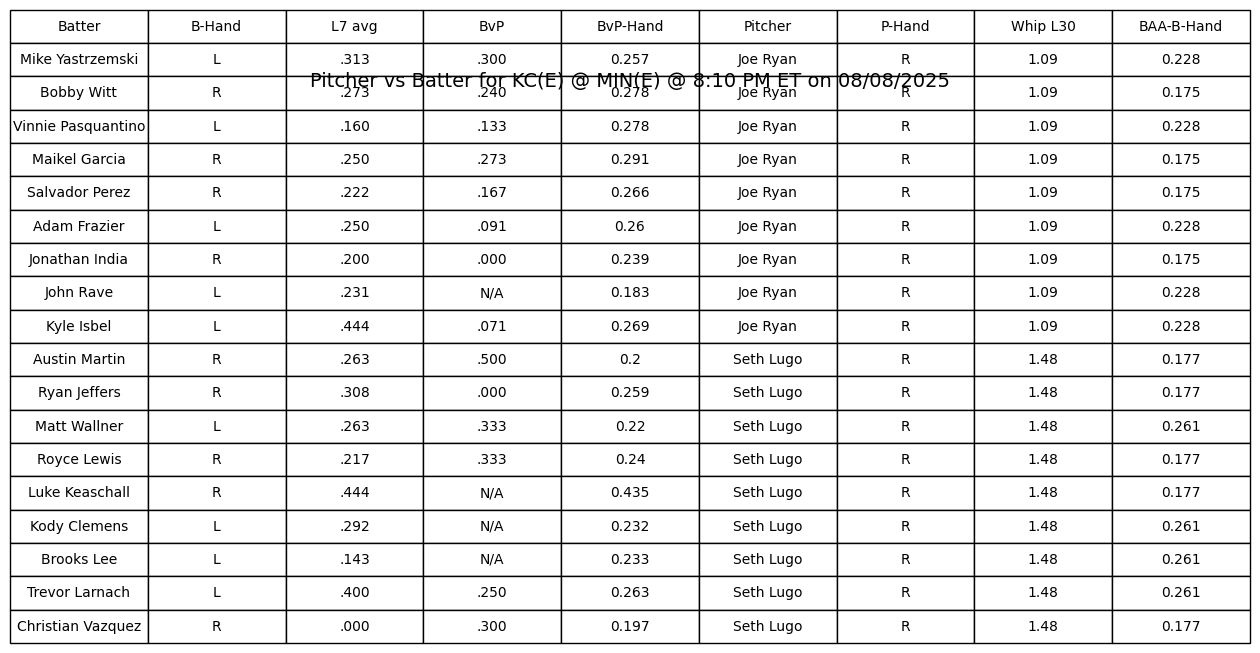 Batter B-Hand L7 avg BvP BvP-Hand Pitcher P-Hand Whip L30 BAA-B-Hand
Mike Yastrzemski L .313 .300 0.257 Joe Ryan R 1.09 0.228
Pitcher vs Batter for KC(E) @ MIN(E) @ 8:10 PM ET on 08/08/2025
Bobby Witt R .273 .240 0.278 Joe Ryan R 1.09 0.175
Vinnie Pasquantino L .160 .133 0.278 Joe Ryan R 1.09 0.228
Maikel Garcia R .250 .273 0.291 Joe Ryan R 1.09 0.175
Salvador Perez R .222 .167 0.266 Joe Ryan R 1.09 0.175
Adam Frazier L .250 .091 0.26 Joe Ryan R 1.09 0.228
Jonathan India R .200 .000 0.239 Joe Ryan R 1.09 0.175
John Rave L .231 N/A 0.183 Joe Ryan R 1.09 0.228
Kyle Isbel L .444 .071 0.269 Joe Ryan R 1.09 0.228
Austin Martin R .263 .500 0.2 Seth Lugo R 1.48 0.177
Ryan Jeffers R .308 .000 0.259 Seth Lugo R 1.48 0.177
Matt Wallner L .263 .333 0.22 Seth Lugo R 1.48 0.261
Royce Lewis R .217 .333 0.24 Seth Lugo R 1.48 0.177
Luke Keaschall R .444 N/A 0.435 Seth Lugo R 1.48 0.177
Kody Clemens L .292 N/A 0.232 Seth Lugo R 1.48 0.261
Brooks Lee L .143 N/A 0.233 Seth Lugo R 1.48 0.261
Trevor Larnach L .400 .250 0.263 Seth Lugo R 1.48 0.261
Christian Vazquez R .000 .300 0.197 Seth Lugo R 1.48 0.177